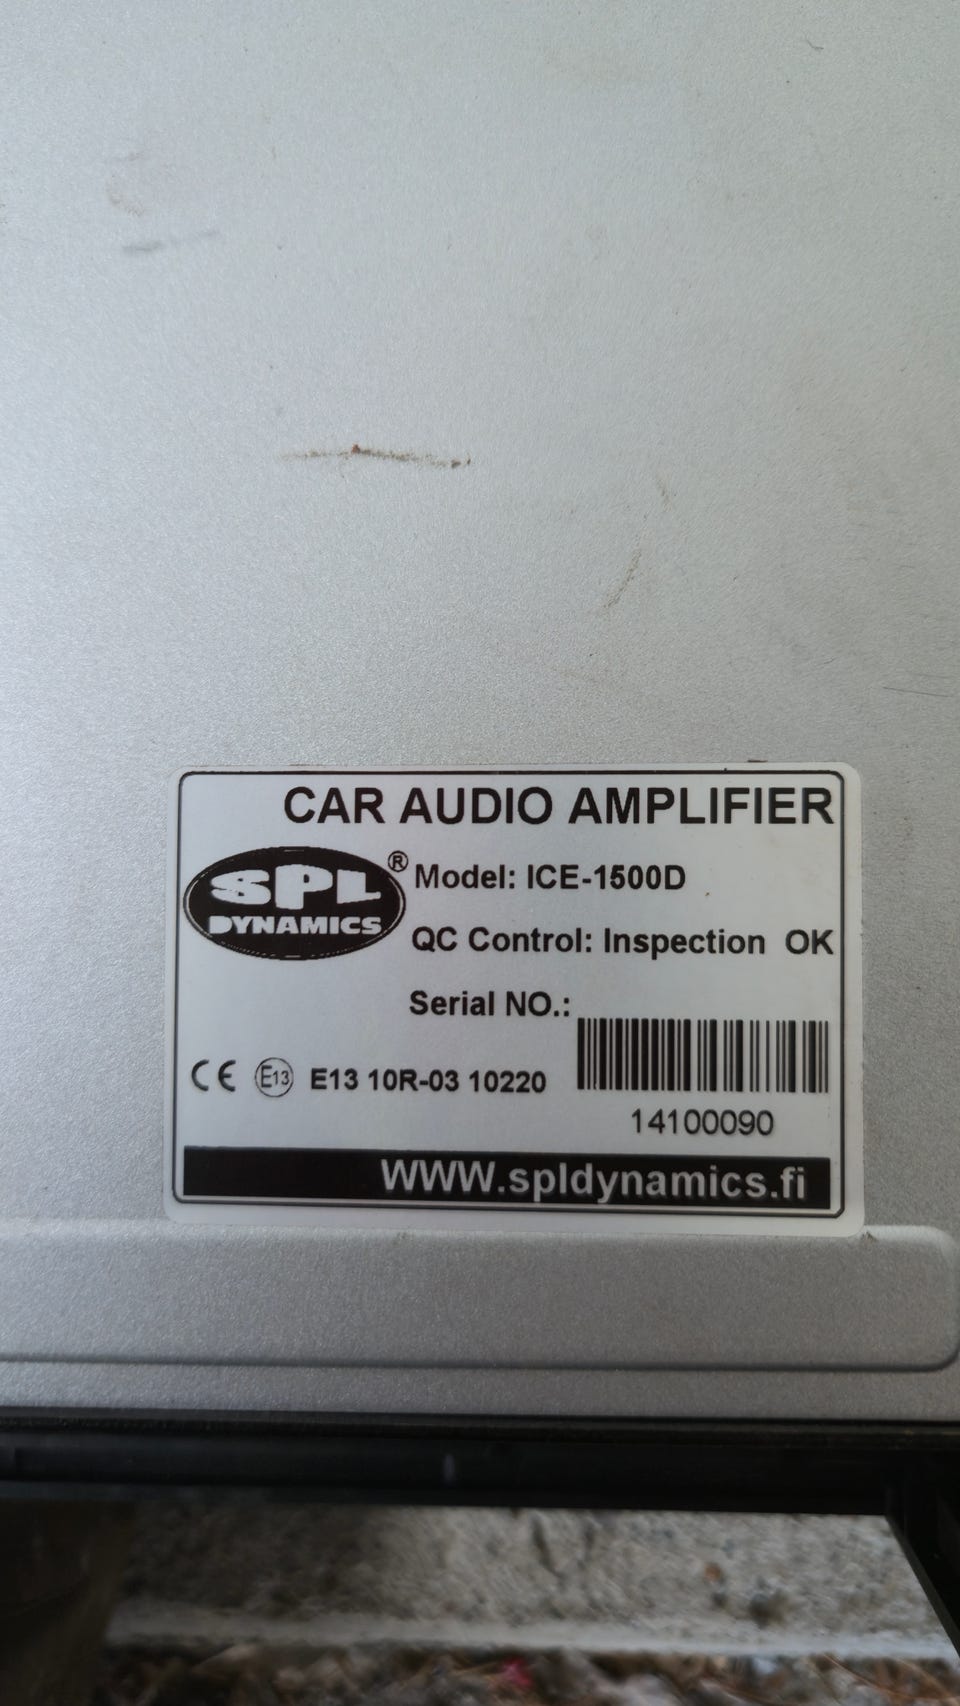 CAR AUDIO AMPLIFIER
SPL ®
DYNAMICS
Model: ICE-1500D
QC Control: Inspection OK
Serial NO.:
CE E13 E13 10R-03 10220
14100090
WWW.spldynamics.fi